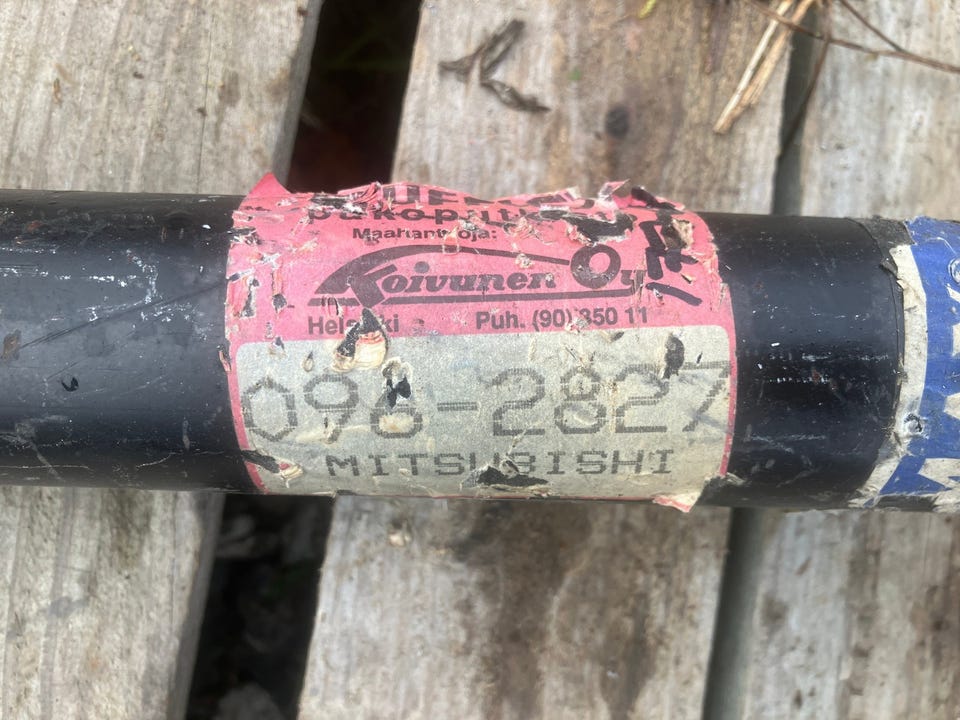 Maahantuoja:
Koivunen Oy
Helsinki Puh. (90) 350 11
096-2827
MITSUBISHI